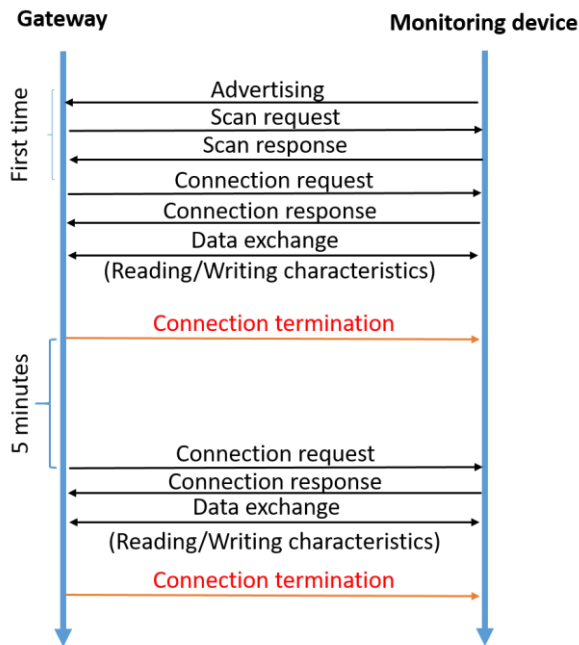 Gateway
Monitoring device
Advertising
Scan request
First time
Scan response
Connection request
Connection response
Data exchange
(Reading/Writing characteristics)
Connection termination
5 minutes
Connection request
Connection response
Data exchange
(Reading/Writing characteristics)
Connection termination